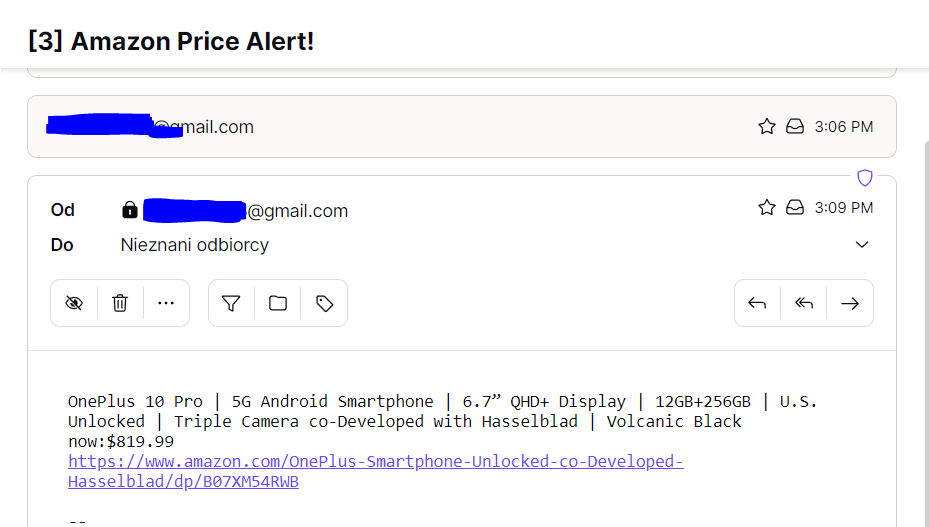 [3] Amazon Price Alert!
@gmail.com
3:06 PM
Od
@gmail.com
3:09 PM
Do
Nieznani odbiorcy
OnePlus 10 Pro | 5G Android Smartphone | 6.7” QHD+ Display | 12GB+256GB | U.S.
Unlocked | Triple Camera co-Developed with Hasselblad | Volcanic Black
now:$819.99
https://www.amazon.com/OnePlus-Smartphone-Unlocked-co-Developed-
Hasselblad/dp/B07XM54RWB
--